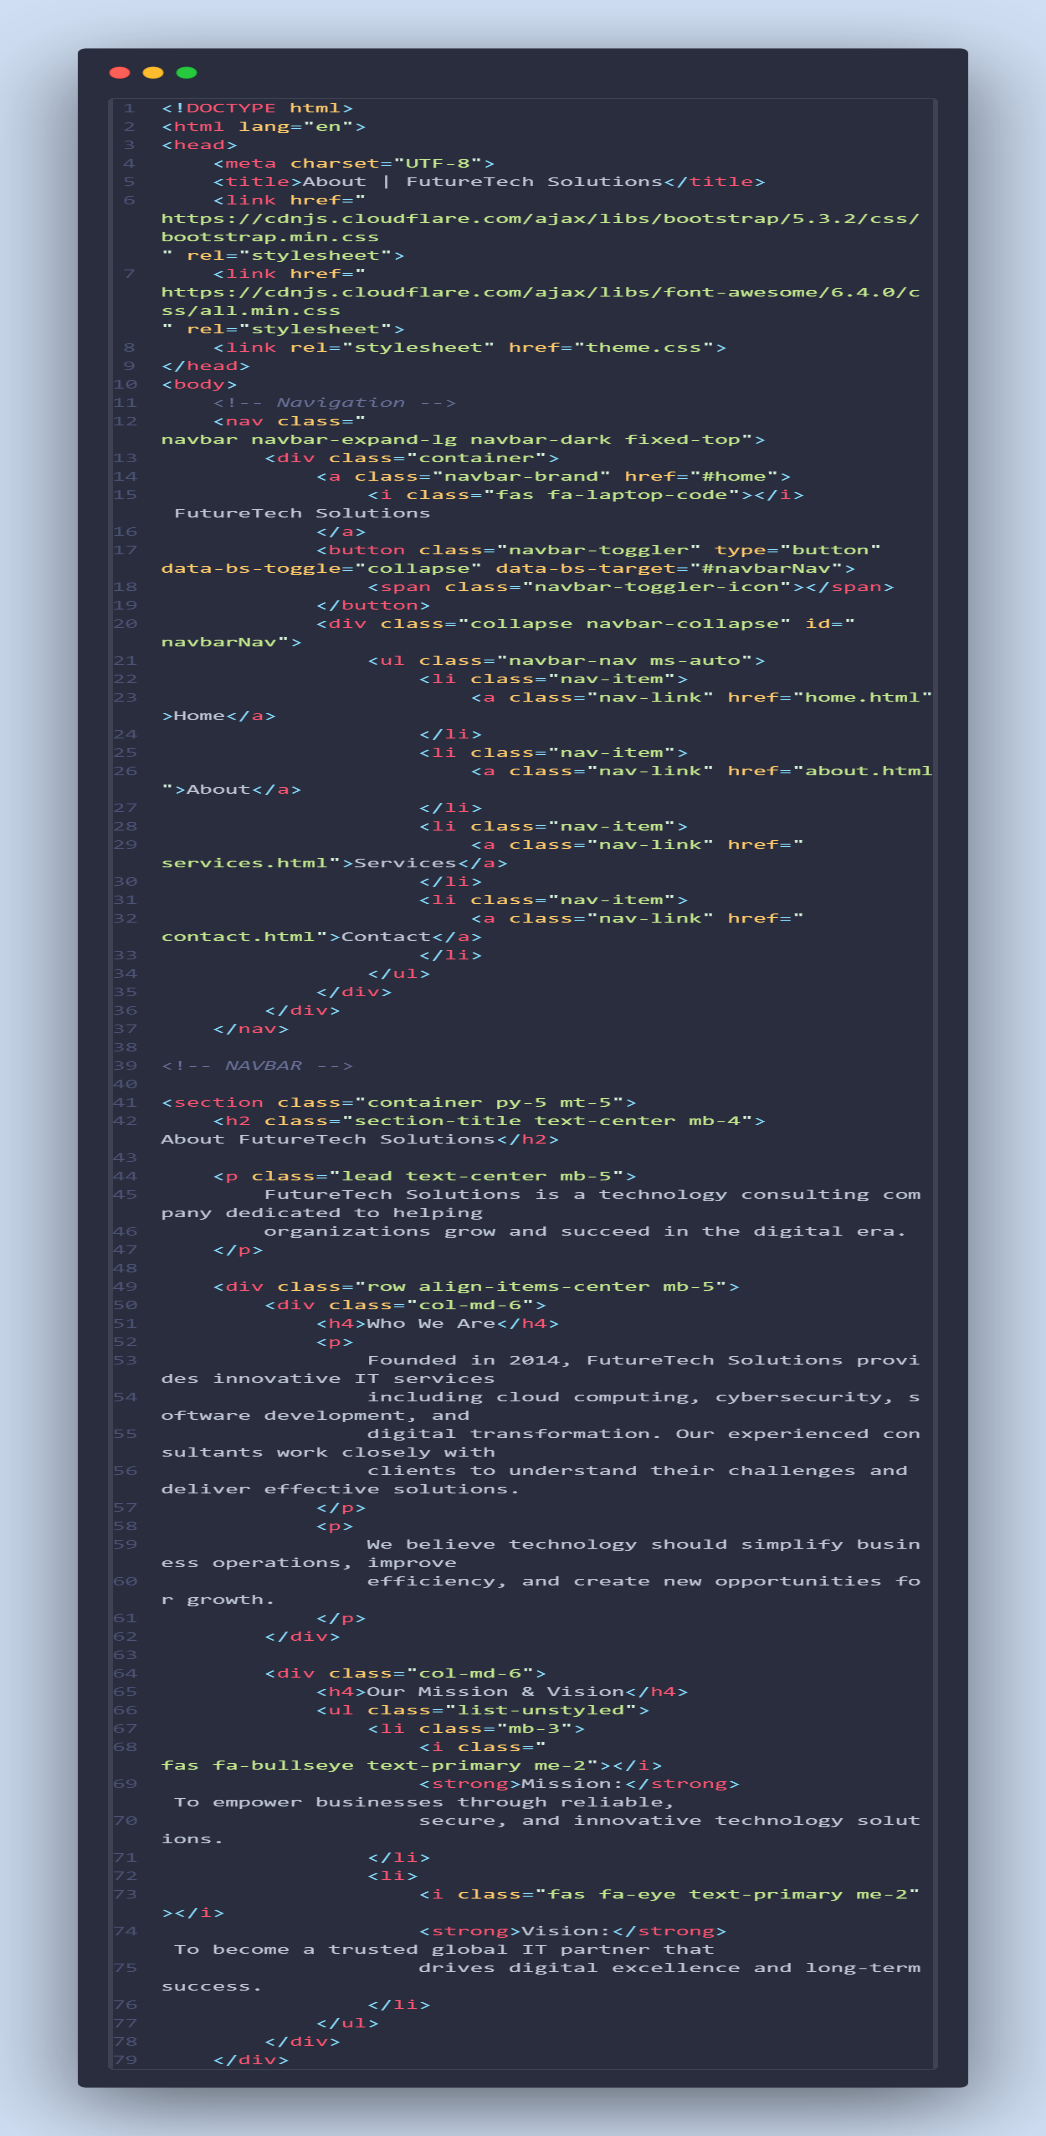 1 <!DOCTYPE html>
2 <html lang="en">
3 <head>
4     <meta charset="UTF-8">
5     <title>About | FutureTech Solutions</title>
6     <link href="
https://cdnjs.cloudflare.com/ajax/libs/bootstrap/5.3.2/css/
bootstrap.min.css
" rel="stylesheet">
7     <link href="
https://cdnjs.cloudflare.com/ajax/libs/font-awesome/6.4.0/c
ss/all.min.css
" rel="stylesheet">
8     <link rel="stylesheet" href="theme.css">
9 </head>
10 <body>
11     <!-- Navigation -->
12     <nav class="
navbar navbar-expand-lg navbar-dark fixed-top">
13         <div class="container">
14             <a class="navbar-brand" href="#home">
15                 <i class="fas fa-laptop-code"></i>
 FutureTech Solutions
16             </a>
17             <button class="navbar-toggler" type="button"
data-bs-toggle="collapse" data-bs-target="#navbarNav">
18                 <span class="navbar-toggler-icon"></span>
19             </button>
20             <div class="collapse navbar-collapse" id="
navbarNav">
21                 <ul class="navbar-nav ms-auto">
22                     <li class="nav-item">
23                         <a class="nav-link" href="home.html"
>Home</a>
24                     </li>
25                     <li class="nav-item">
26                         <a class="nav-link" href="about.html
">About</a>
27                     </li>
28                     <li class="nav-item">
29                         <a class="nav-link" href="
services.html">Services</a>
30                     </li>
31                     <li class="nav-item">
32                         <a class="nav-link" href="
contact.html">Contact</a>
33                     </li>
34                 </ul>
35             </div>
36         </div>
37     </nav>
38
39 <!-- NAVBAR -->
40
41 <section class="container py-5 mt-5">
42     <h2 class="section-title text-center mb-4">
About FutureTech Solutions</h2>
43
44     <p class="lead text-center mb-5">
45         FutureTech Solutions is a technology consulting com
pany dedicated to helping
46         organizations grow and succeed in the digital era.
47     </p>
48
49     <div class="row align-items-center mb-5">
50         <div class="col-md-6">
51             <h4>Who We Are</h4>
52             <p>
53                 Founded in 2014, FutureTech Solutions provi
des innovative IT services
54                 including cloud computing, cybersecurity, s
oftware development, and
55                 digital transformation. Our experienced con
sultants work closely with
56                 clients to understand their challenges and
deliver effective solutions.
57             </p>
58             <p>
59                 We believe technology should simplify busin
ess operations, improve
60                 efficiency, and create new opportunities fo
r growth.
61             </p>
62         </div>
63
64         <div class="col-md-6">
65             <h4>Our Mission & Vision</h4>
66             <ul class="list-unstyled">
67                 <li class="mb-3">
68                     <i class="
fas fa-bullseye text-primary me-2"></i>
69                     <strong>Mission:</strong>
 To empower businesses through reliable,
70                     secure, and innovative technology solut
ions.
71                 </li>
72                 <li>
73                     <i class="fas fa-eye text-primary me-2"
></i>
74                     <strong>Vision:</strong>
 To become a trusted global IT partner that
75                     drives digital excellence and long-term
success.
76                 </li>
77             </ul>
78         </div>
79     </div>